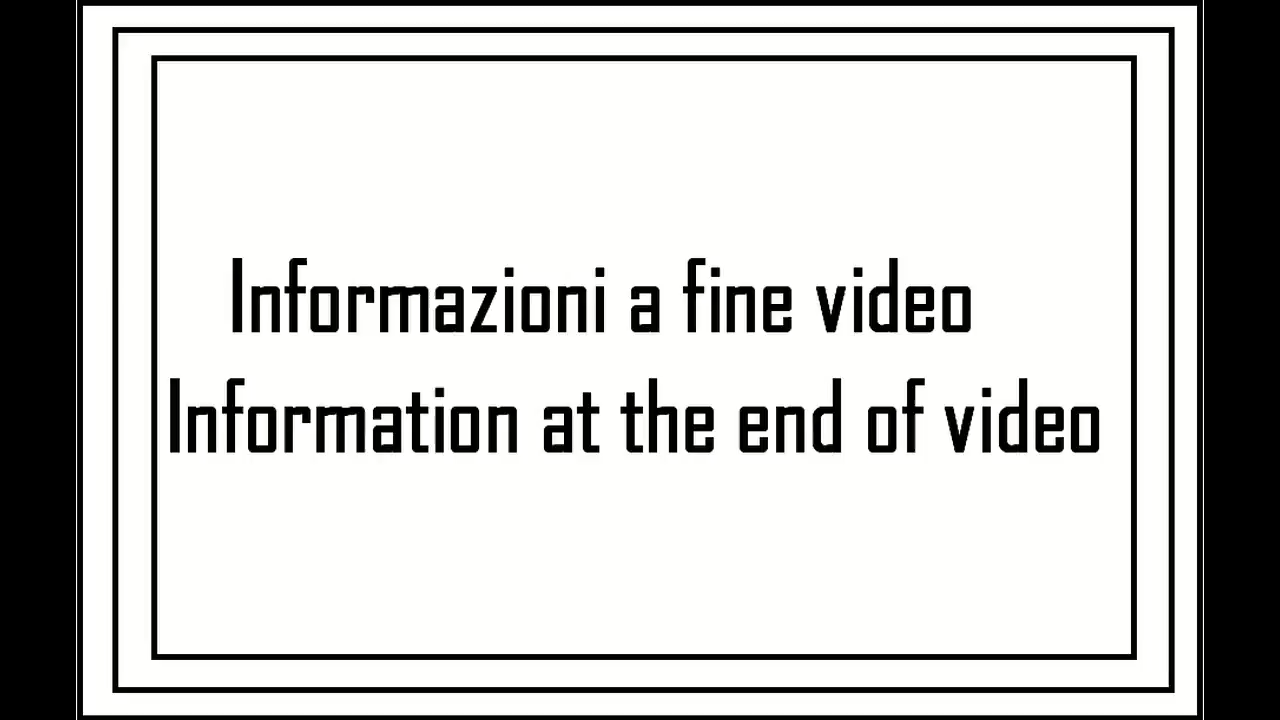 Informazioni a fine video
Information at the end of video